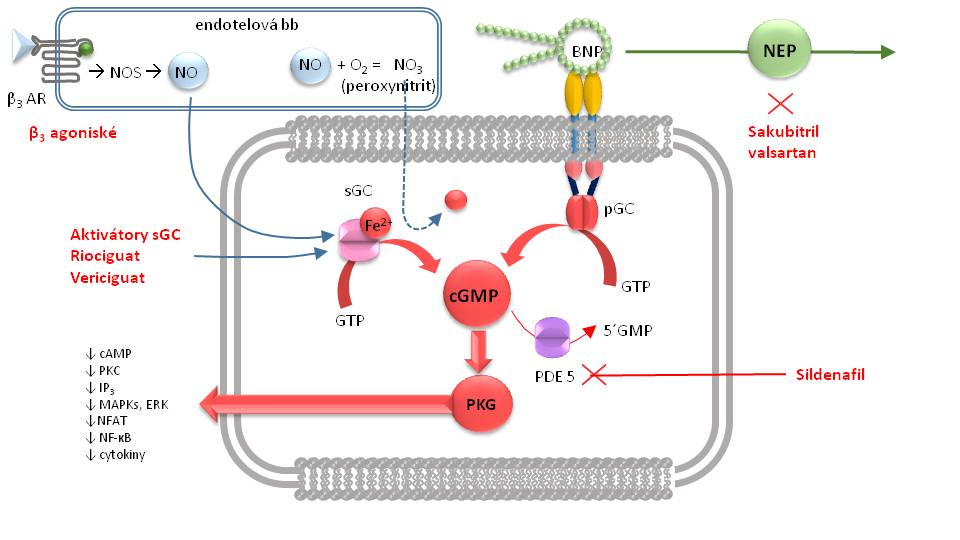 endotelová bb
β₃ AR
→ NOS → NO
NO + O₂ = NO₃
(peroxynitrit)
β₃ agoniské
BNP
NEP
Sakubitril
valsartan
sGC
Fe²⁺
pGC
Aktivátory sGC
Riociguat
Vericiguat
GTP
cGMP
GTP
5´GMP
PDE 5
Sildenafil
PKG
↓ cAMP
↓ PKC
↓ IP₃
↓ MAPKs, ERK
↓NFAT
↓ NF-κB
↓ cytokiny